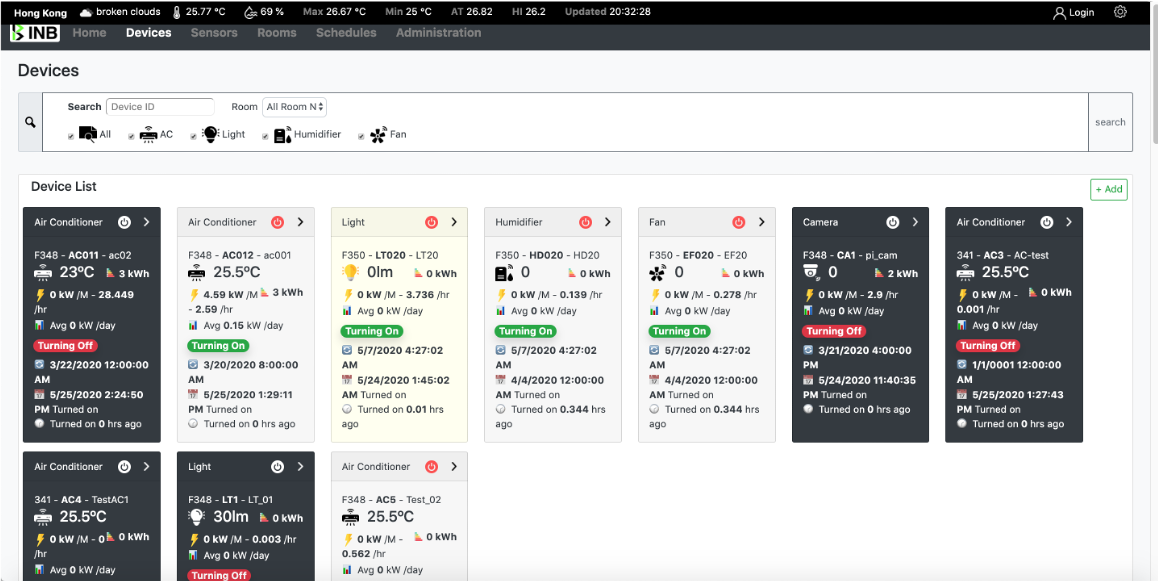 Hong Kong broken clouds 25.77 ºC 69 % Max 26.67 ºC Min 25 ºC AT 26.82 HI 26.2 Updated 20:32:28 Login
INB Home Devices Sensors Rooms Schedules Administration
Devices
Search Device ID Room All Room N
All AC Light Humidifier Fan
search
Device List
+ Add
Air Conditioner
F348 - AC011 - ac02
23ºC 3 kWh
0 kW /M - 28.449
/hr
Avg 0 kW /day
Turning Off
3/22/2020 12:00:00
AM
5/25/2020 2:24:50
PM Turned on
Turned on 0 hrs ago
Air Conditioner
F348 - AC012 - ac001
25.5ºC
4.59 kW /M 3 kWh
- 2.59 /hr
Avg 0.15 kW /day
Turning On
3/20/2020 8:00:00
AM
5/25/2020 1:29:11
PM Turned on
Turned on 0 hrs ago
Light
F350 - LT020 - LT20
0lm 0 kWh
0 kW /M - 3.736 /hr
Avg 0 kW /day
Turning On
5/7/2020 4:27:02
AM
5/24/2020 1:45:02
AM Turned on
Turned on 0.01 hrs
ago
Humidifier
F350 - HD020 - HD20
0 0 kWh
0 kW /M - 0.139 /hr
Avg 0 kW /day
Turning On
5/7/2020 4:27:02
AM
4/4/2020 12:00:00
AM Turned on
Turned on 0.344 hrs
ago
Fan
F350 - EF020 - EF20
0 0 kWh
0 kW /M - 0.278 /hr
Avg 0 kW /day
Turning On
5/7/2020 4:27:02
AM
4/4/2020 12:00:00
AM Turned on
Turned on 0.344 hrs
ago
Camera
F348 - CA1 - pi_cam
0 2 kWh
0 kW /M - 2.9 /hr
Avg 0 kW /day
Turning Off
3/21/2020 4:00:00
PM
5/24/2020 11:40:35
PM Turned on
Turned on 0 hrs ago
Air Conditioner
341 - AC3 - AC-test
25.5ºC
0 kW /M - 0 kWh
0.001 /hr
Avg 0 kW /day
Turning Off
1/1/0001 12:00:00
AM
5/25/2020 1:27:43
PM Turned on
Turned on 0 hrs ago
Air Conditioner
341 - AC4 - TestAC1
25.5ºC
0 kW /M - 0 0 kWh
/hr
Avg 0 kW /day
Light
F348 - LT1 - LT_01
30lm 0 kWh
0 kW /M - 0.003 /hr
Avg 0 kW /day
Turning Off
Air Conditioner
F348 - AC5 - Test_02
25.5ºC
0 kW /M - 0 kWh
0.562 /hr
Avg 0 kW /day